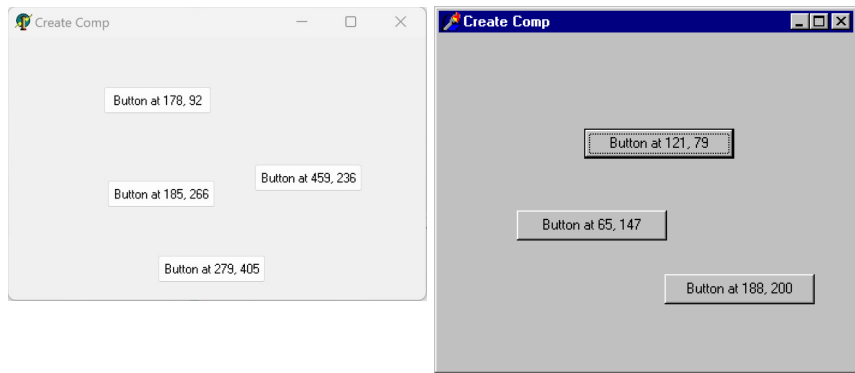 Create Comp
Button at 178, 92
Button at 459, 236
Button at 185, 266
Button at 279, 405
Create Comp
Button at 121, 79
Button at 65, 147
Button at 188, 200